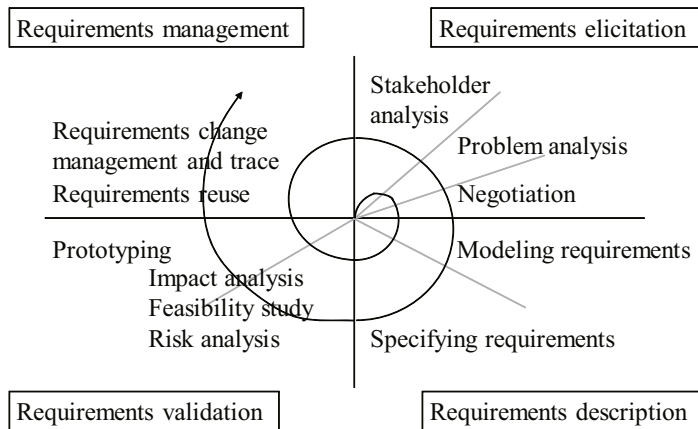 Requirements management
Requirements elicitation
Stakeholder
analysis
Requirements change
management and trace
Problem analysis
Requirements reuse
Negotiation
Prototyping
Modeling requirements
Impact analysis
Feasibility study
Risk analysis
Specifying requirements
Requirements validation
Requirements description